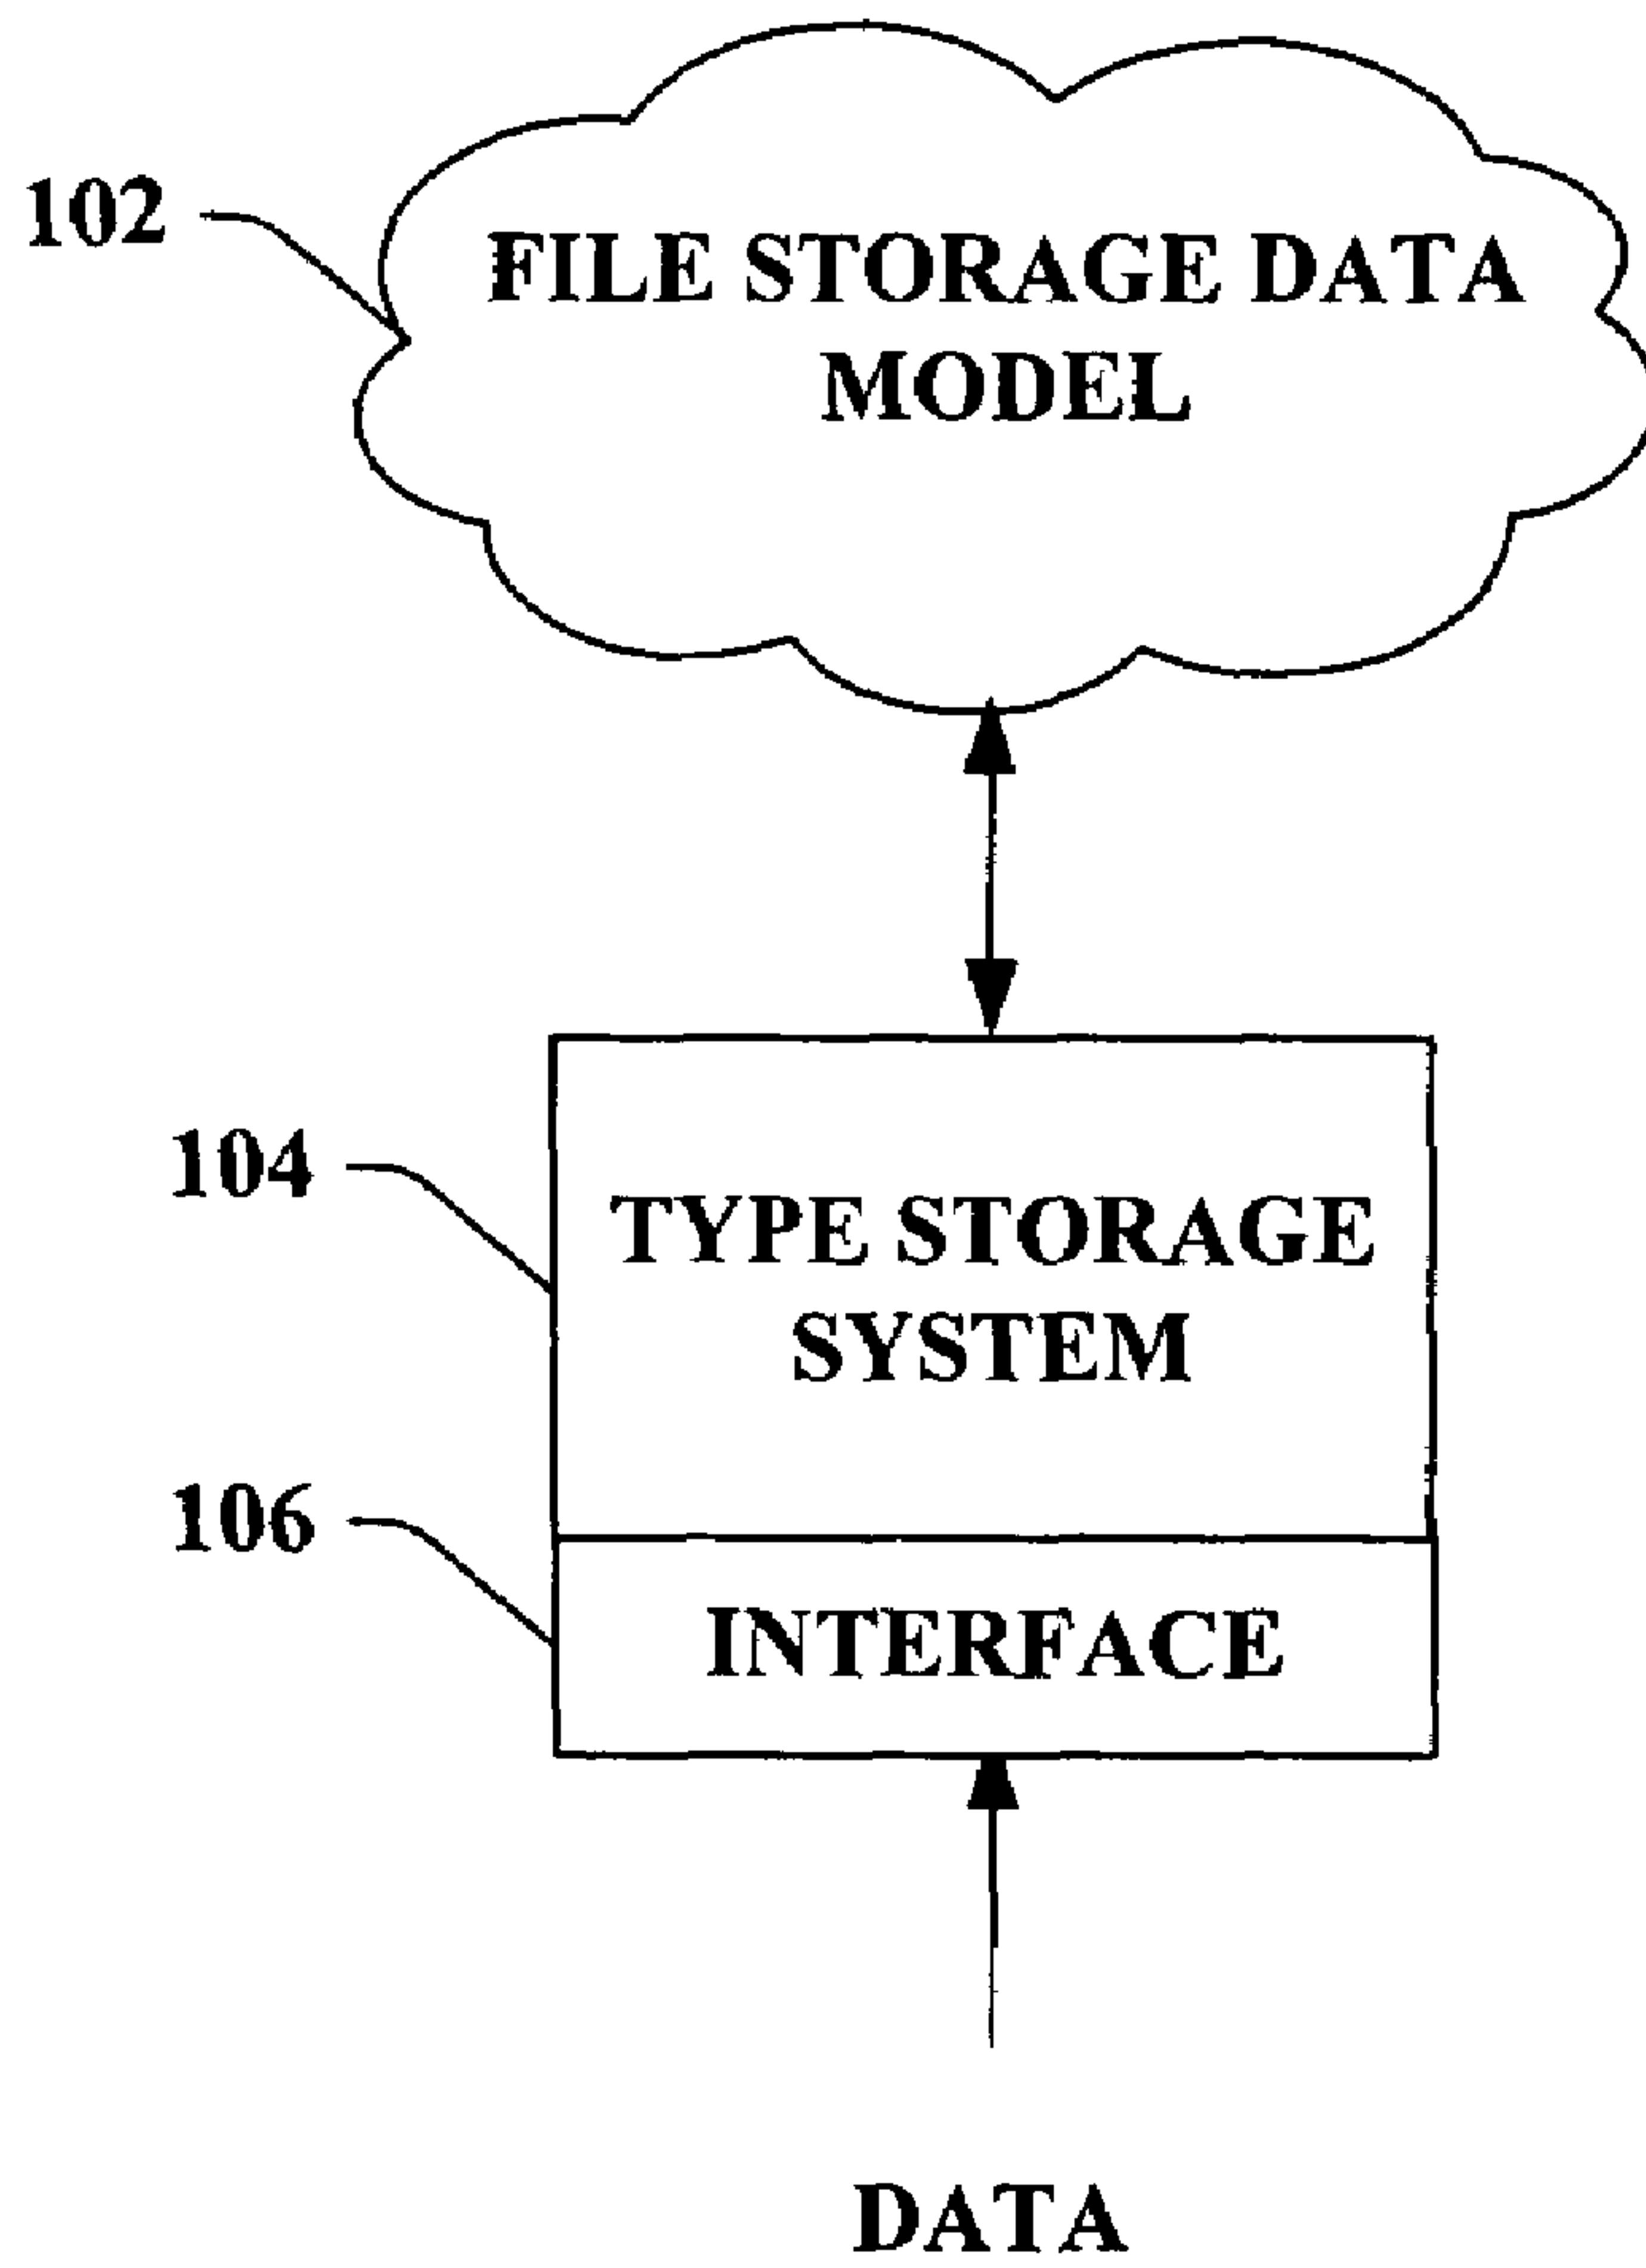 102
FILE STORAGE DATA
MODEL
104
TYPE STORAGE
SYSTEM
106
INTERFACE
DATA